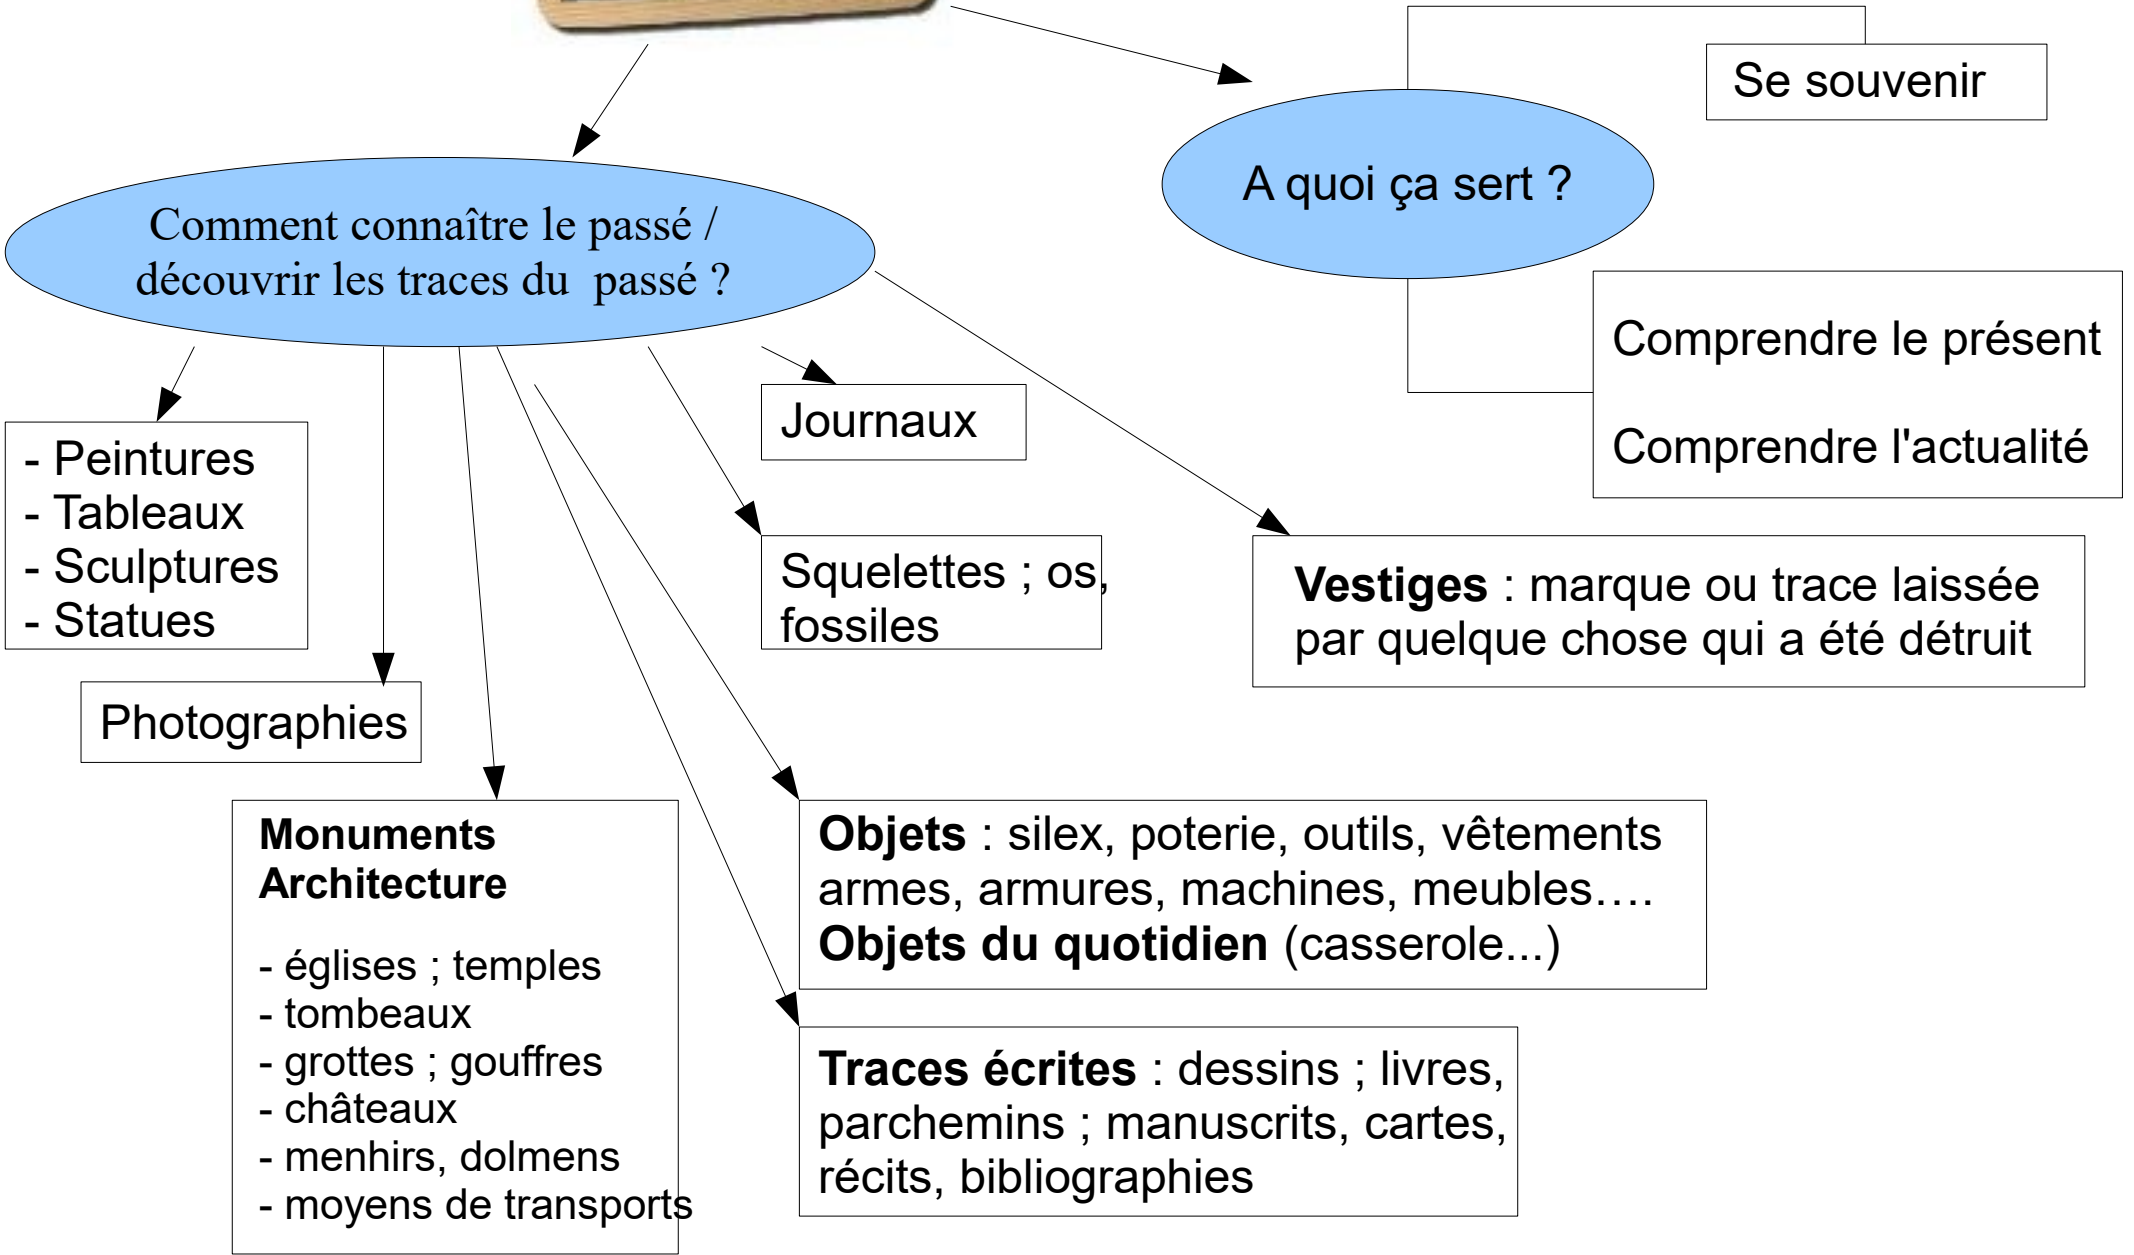 Se souvenir
A quoi ça sert ?
Comment connaître le passé /
découvrir les traces du  passé ?
Comprendre le présent
Comprendre l'actualité
Journaux
- Peintures
- Tableaux
- Sculptures
- Statues
Squelettes ; os,
fossiles
Vestiges : marque ou trace laissée
par quelque chose qui a été détruit
Photographies
Monuments
Architecture
- églises ; temples
- tombeaux
- grottes ; gouffres
- châteaux
- menhirs, dolmens
- moyens de transports
Objets : silex, poterie, outils, vêtements
armes, armures, machines, meubles….
Objets du quotidien (casserole...)
Traces écrites : dessins ; livres,
parchemins ; manuscrits, cartes,
récits, bibliographies